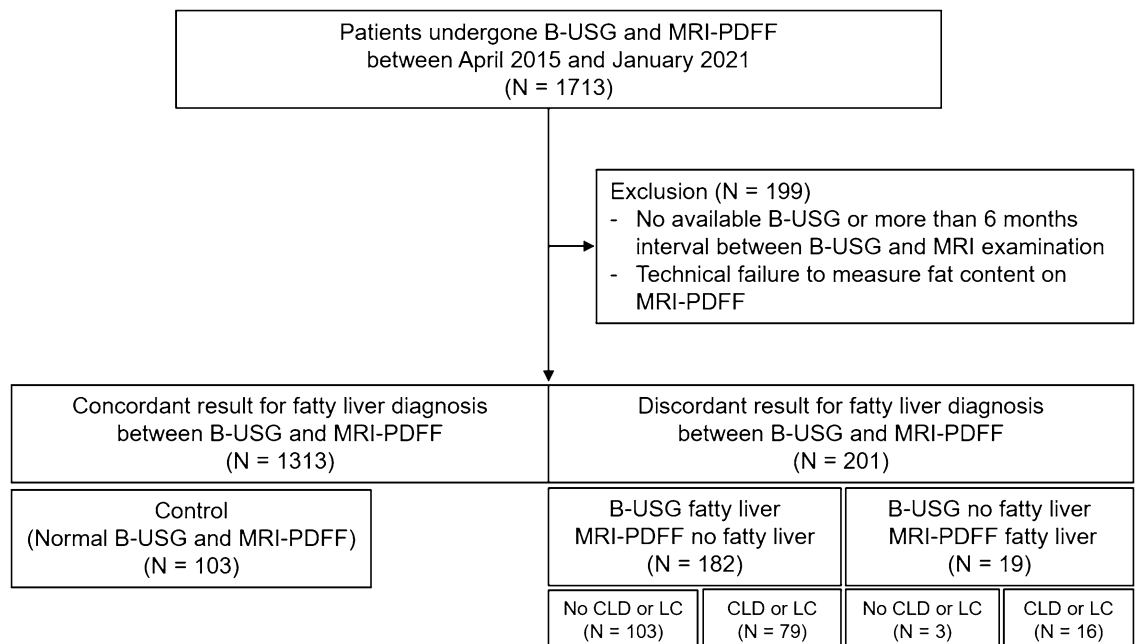 Patients undergone B-USG and MRI-PDFF
between April 2015 and January 2021
(N = 1713)
Exclusion (N = 199)
- No available B-USG or more than 6 months
interval between B-USG and MRI examination
- Technical failure to measure fat content on
MRI-PDFF
Concordant result for fatty liver diagnosis
between B-USG and MRI-PDFF
(N = 1313)
Discordant result for fatty liver diagnosis
between B-USG and MRI-PDFF
(N = 201)
Control
(Normal B-USG and MRI-PDFF)
(N = 103)
B-USG fatty liver
MRI-PDFF no fatty liver
(N = 182)
B-USG no fatty liver
MRI-PDFF fatty liver
(N = 19)
No CLD or LC
(N = 103)
CLD or LC
(N = 79)
No CLD or LC
(N = 3)
CLD or LC
(N = 16)